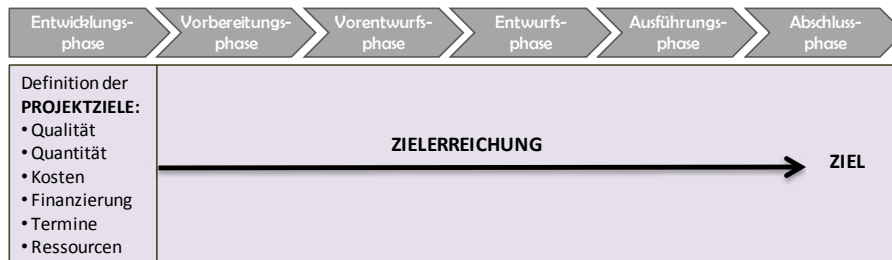 Entwicklungs-
phase
Vorbereitungs-
phase
Vorentwurfs-
phase
Entwurfs-
phase
Ausführungs-
phase
Abschluss-
phase
Definition der
PROJEKTZIELE:
• Qualität
• Quantität
• Kosten
• Finanzierung
• Termine
• Ressourcen
ZIELERREICHUNG
ZIEL